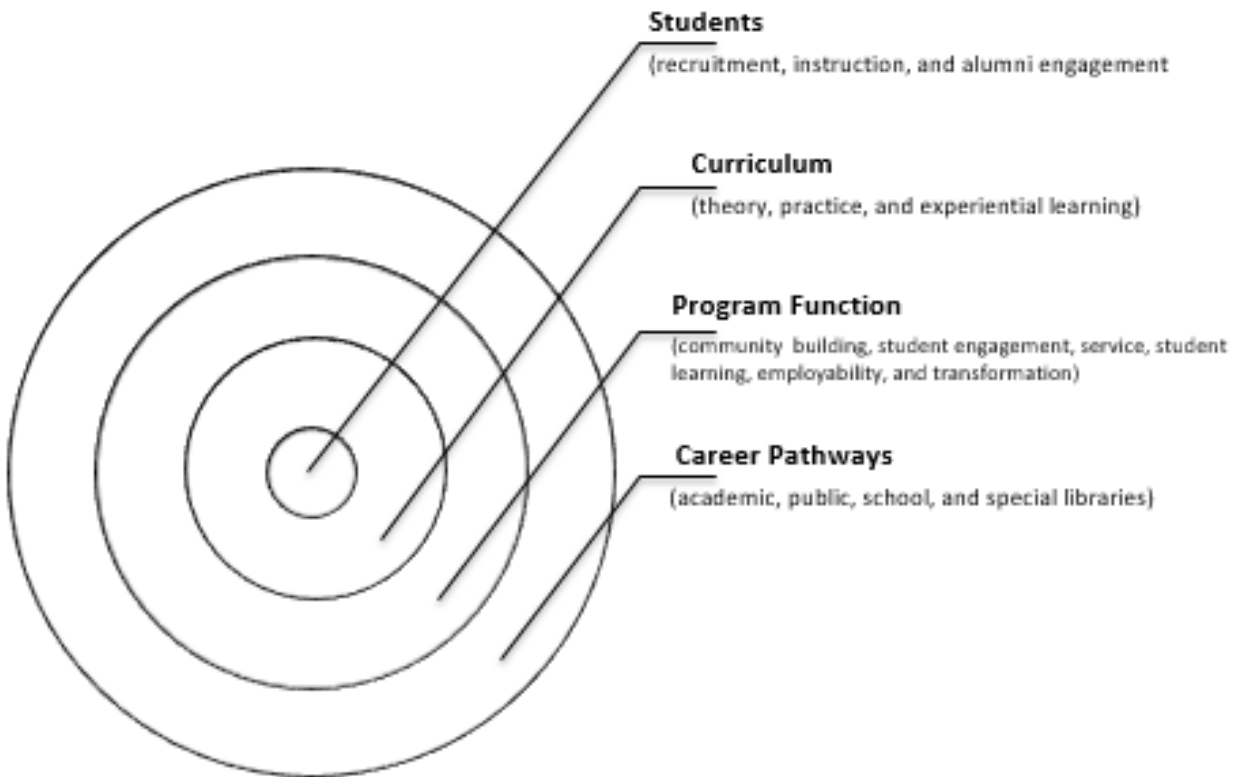 Students
(recruitment, instruction, and alumni engagement
Curriculum
(theory, practice, and experiential learning)
Program Function
(community building, student engagement, service, student
learning, employability, and transformation)
Career Pathways
(academic, public, school, and special libraries)